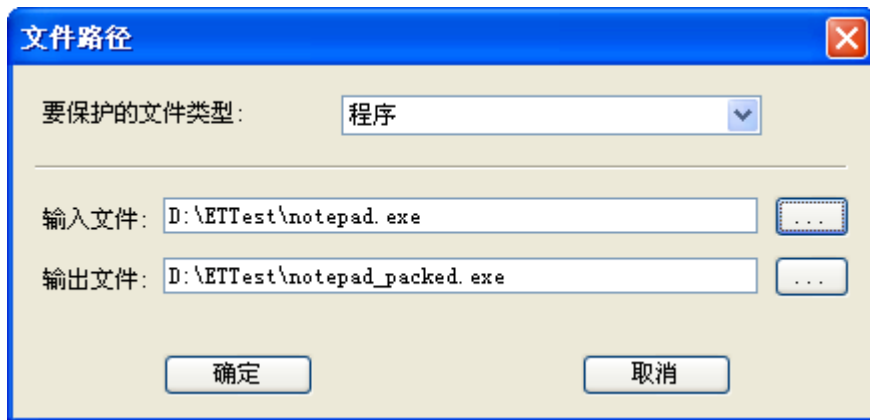 文件路径
要保护的文件类型: 程序
输入文件: D:\ETTest\notepad.exe ...
输出文件: D:\ETTest\notepad_packed.exe ...
确定 取消